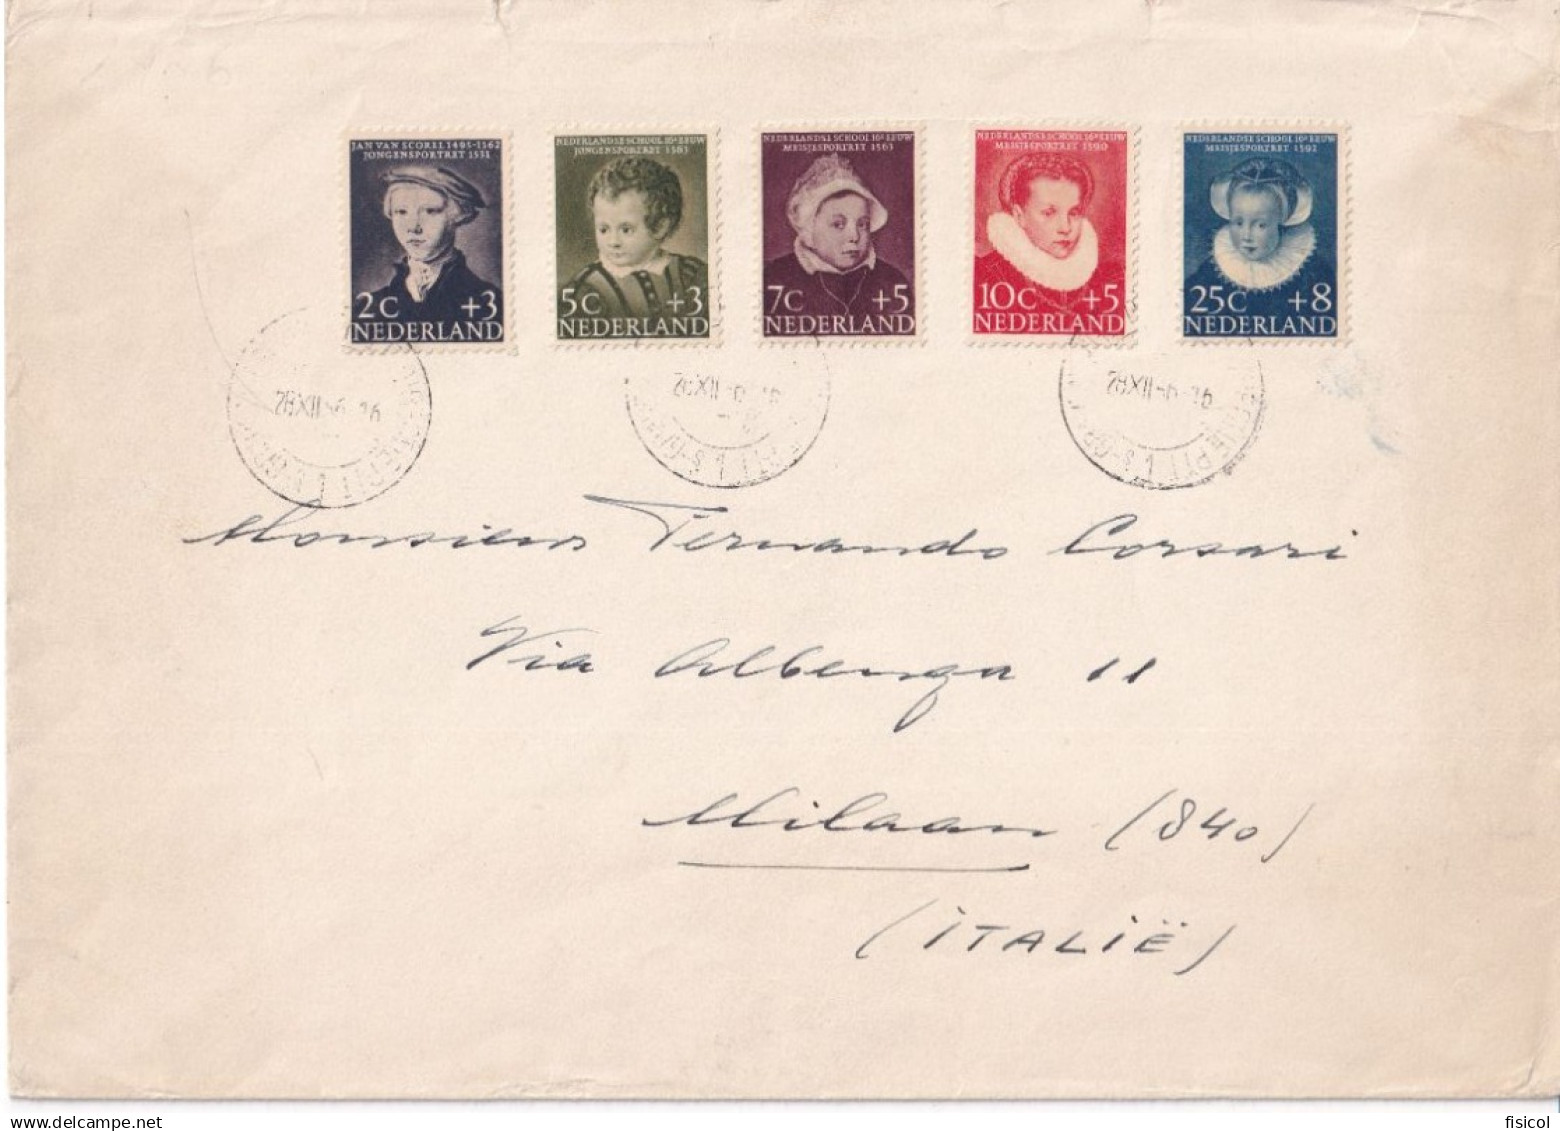 JAN VAN SCOREL 1495-1562
JONGENSPORTRET 1531
2C +3
NEDERLAND
NEDERLANDSE SCHOOL 16e EEUW
JONGENSPORTRET 1563
5C +3
NEDERLAND
NEDERLANDSE SCHOOL 16e EEUW
MEISJESPORTRET 1563
7C +5
NEDERLAND
NEDERLANDSE SCHOOL 16e EEUW
MEISJESPORTRET 1590
10C +5
NEDERLAND
NEDERLANDSE SCHOOL 16e EEUW
MEISJESPORTRET 1592
25C +8
NEDERLAND
28XII
28XII
Monsieur Fernando Corsari
Via Albenga 11
Milaan (840)
(ITALIË)
www.delcampe.net
fisicol